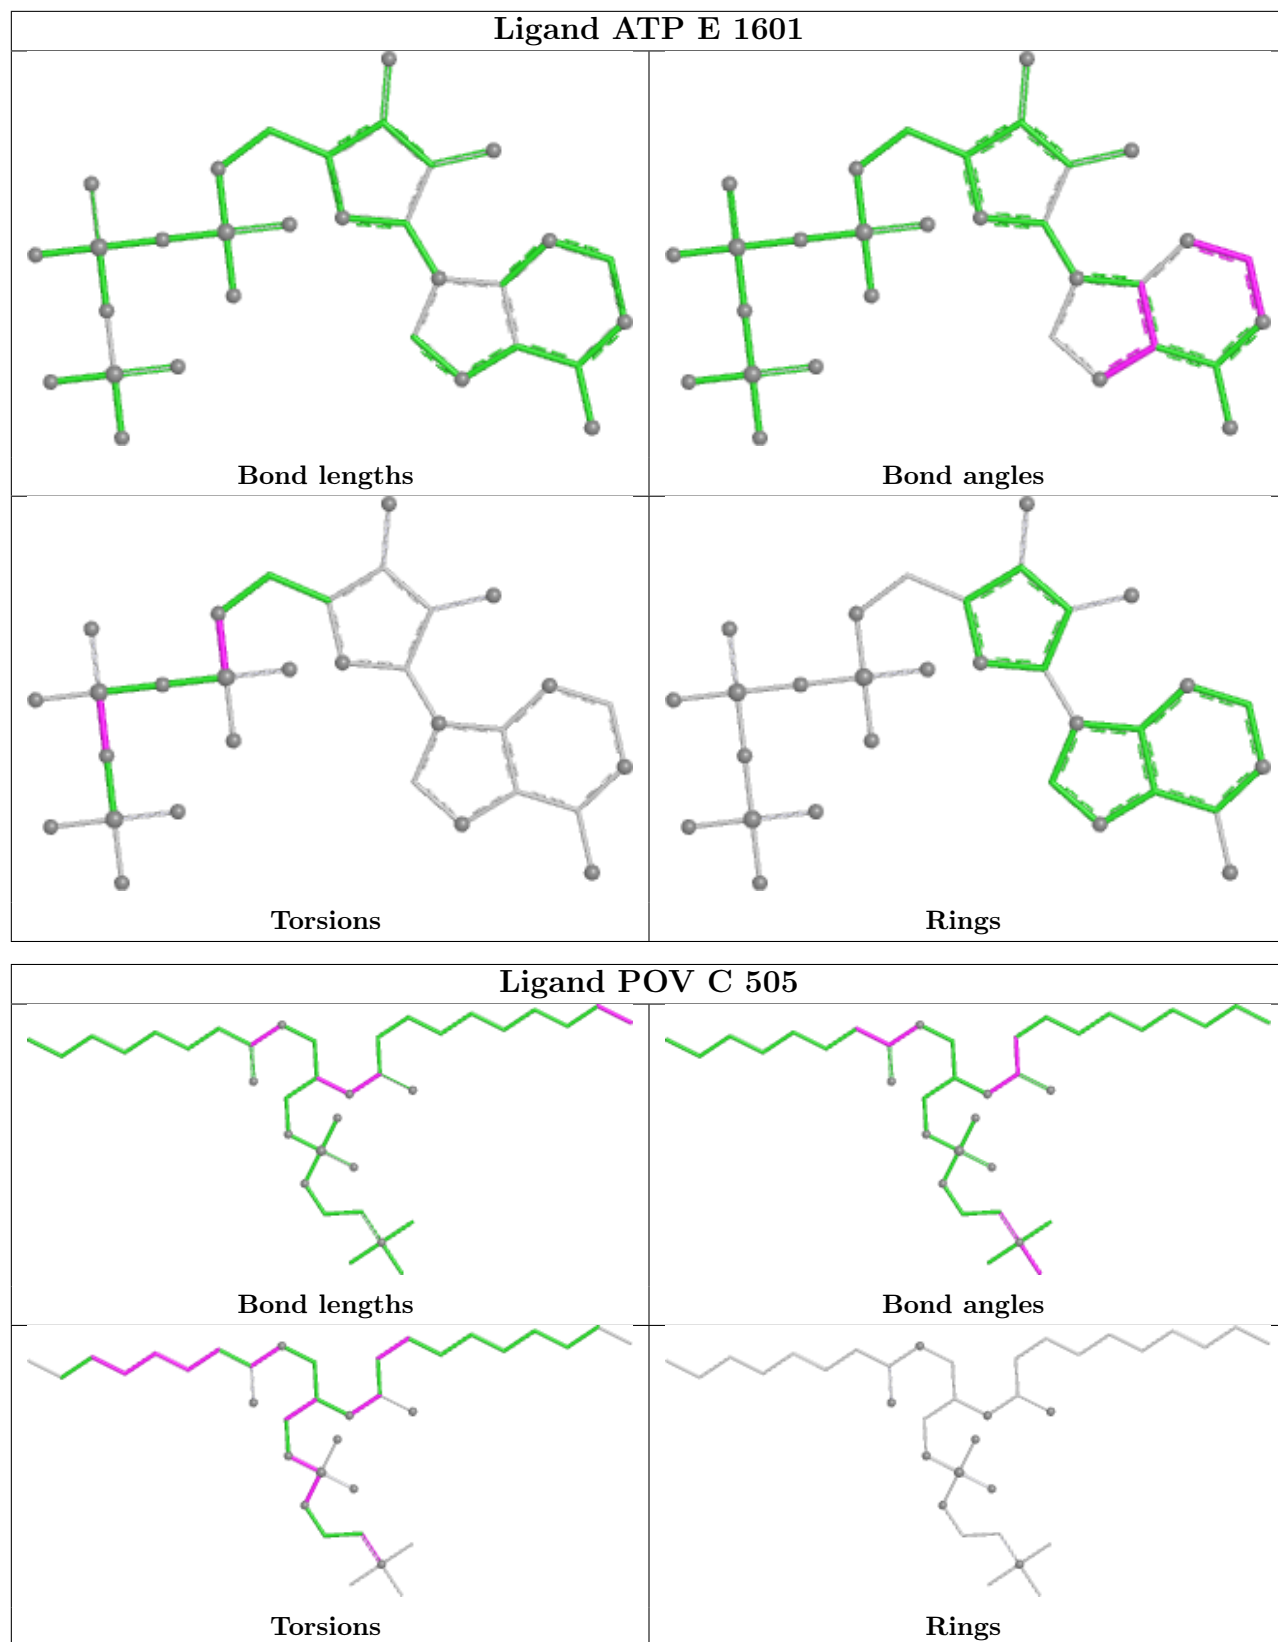 Ligand ATP E 1601
Bond lengths
Bond angles
Torsions
Rings
Ligand POV C 505
Bond lengths
Bond angles
Torsions
Rings